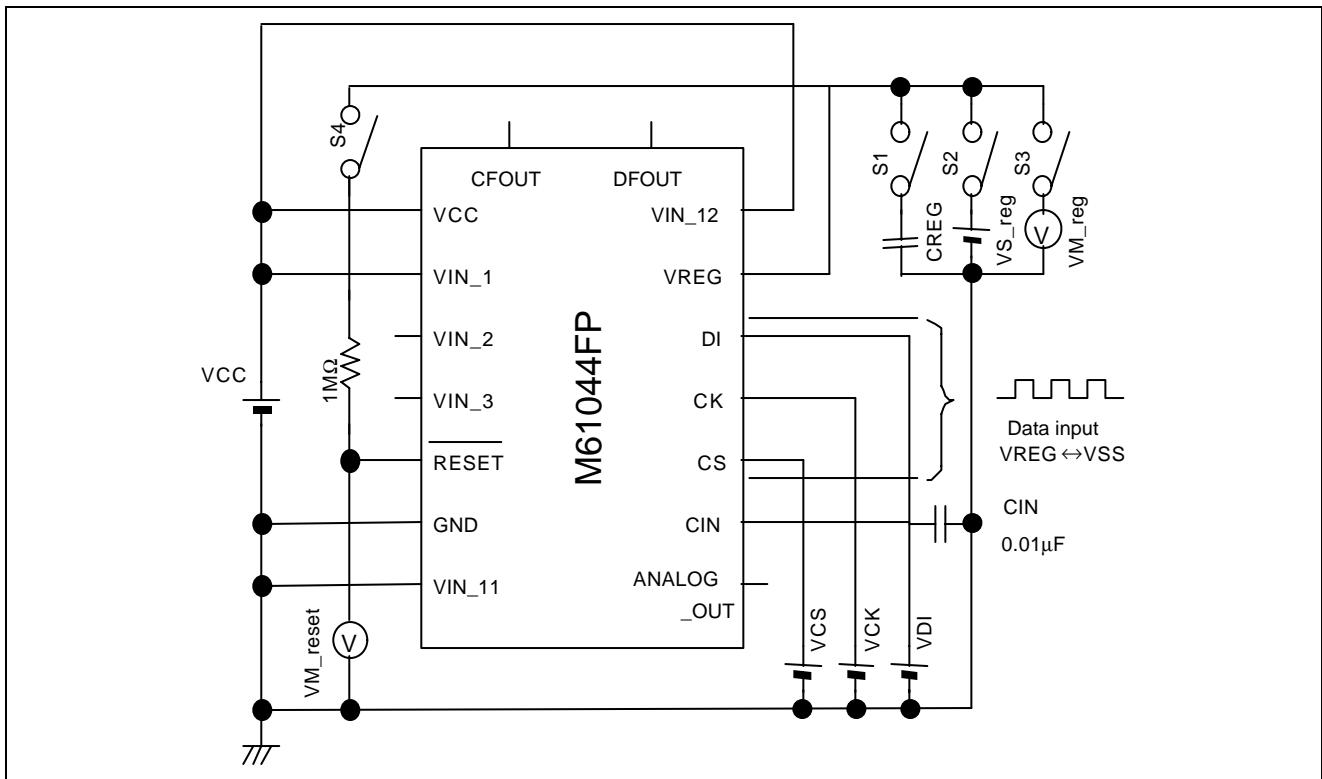 S4
S1
S2
S3
CFOUT
DFOUT
VCC
VIN_12
CREG
VS_reg
V
VM_reg
VIN_1
VREG
VIN_2
DI
1MΩ
M61044FP
VCC
VIN_3
CK
Data input
VREG↔VSS
RESET
CS
CIN
0.01µF
GND
CIN
VIN_11
ANALOG
_OUT
VM_reset
V
VCS
VCK
VDI